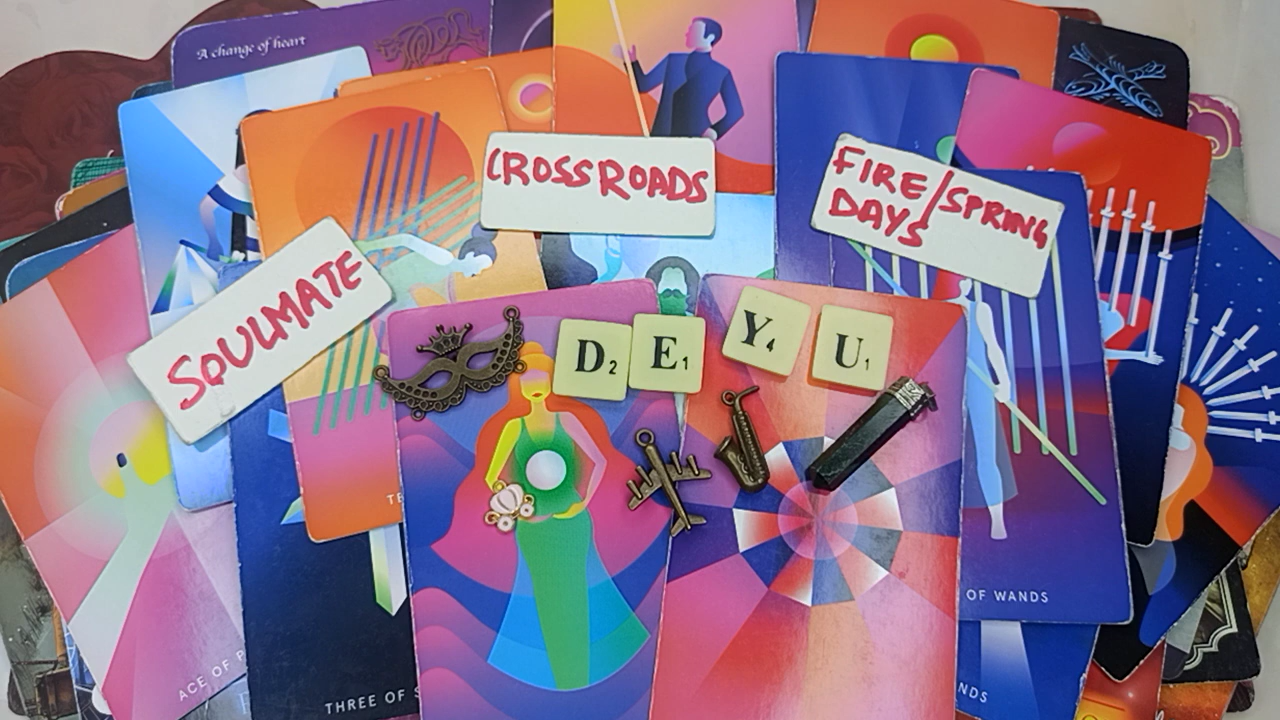 A change of heart
CROSSROADS
FIRE/SPRING
DAYS
SOULMATE
D2 E1 Y4 U1
TE
OF WANDS
ACE OF P
THREE OF S
NDS